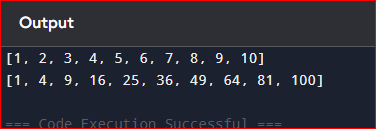 Output
[1, 2, 3, 4, 5, 6, 7, 8, 9, 10]
[1, 4, 9, 16, 25, 36, 49, 64, 81, 100]
=== Code Execution Successful ===